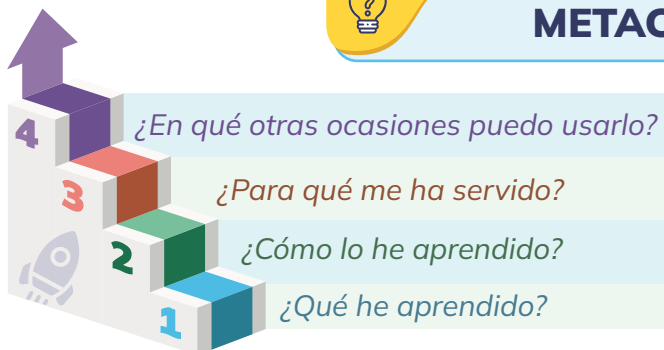 METAC
4 ¿En qué otras ocasiones puedo usarlo?
3 ¿Para qué me ha servido?
2 ¿Cómo lo he aprendido?
1 ¿Qué he aprendido?